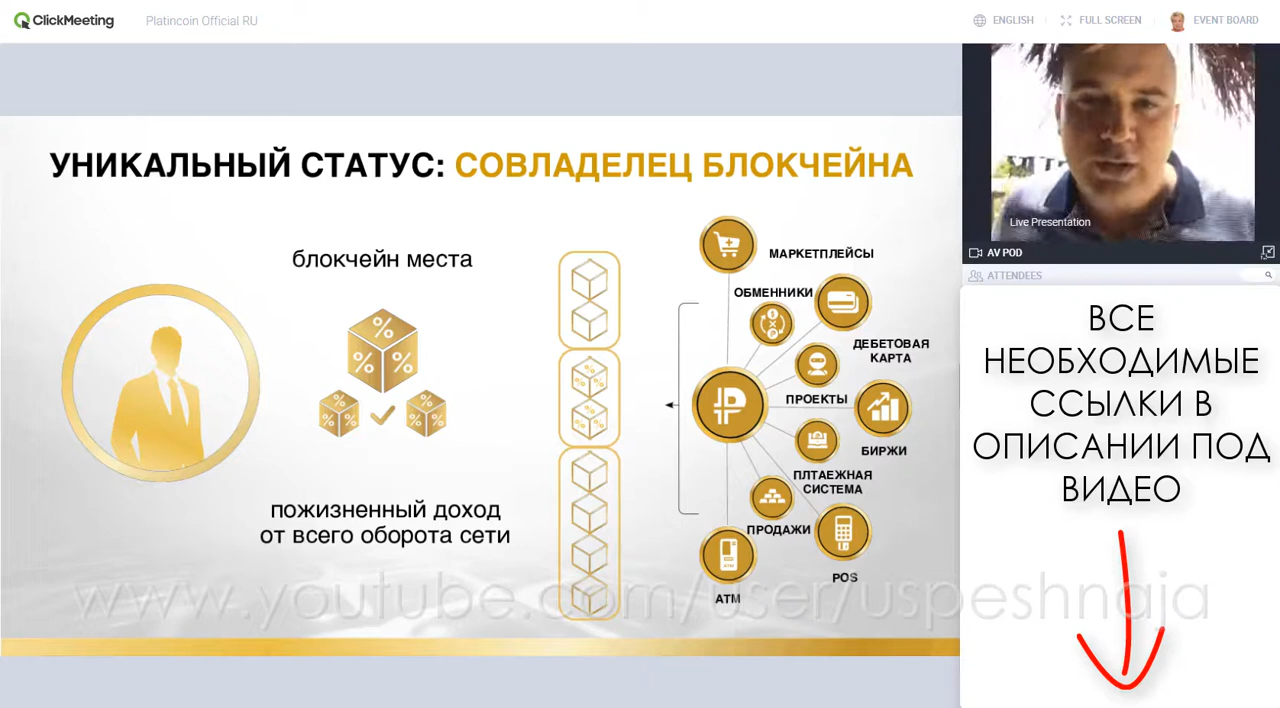 ClickMeeting
Platincoin Official RU
ENGLISH
FULL SCREEN
EVENT BOARD
УНИКАЛЬНЫЙ СТАТУС: СОВЛАДЕЛЕЦ БЛОКЧЕЙНА
блокчейн места
пожизненный доход
от всего оборота сети
МАРКЕТПЛЕЙСЫ
ОБМЕННИКИ
ДЕБЕТОВАЯ
КАРТА
ПРОЕКТЫ
БИРЖИ
ПЛТАЕЖНАЯ
СИСТЕМА
ПРОДАЖИ
POS
ATM
ATM
Live Presentation
AV POD
ATTENDEES
ВСЕ
НЕОБХОДИМЫЕ
ССЫЛКИ В
ОПИСАНИИ ПОД
ВИДЕО
www.youtube.com/user/uspeshnaja